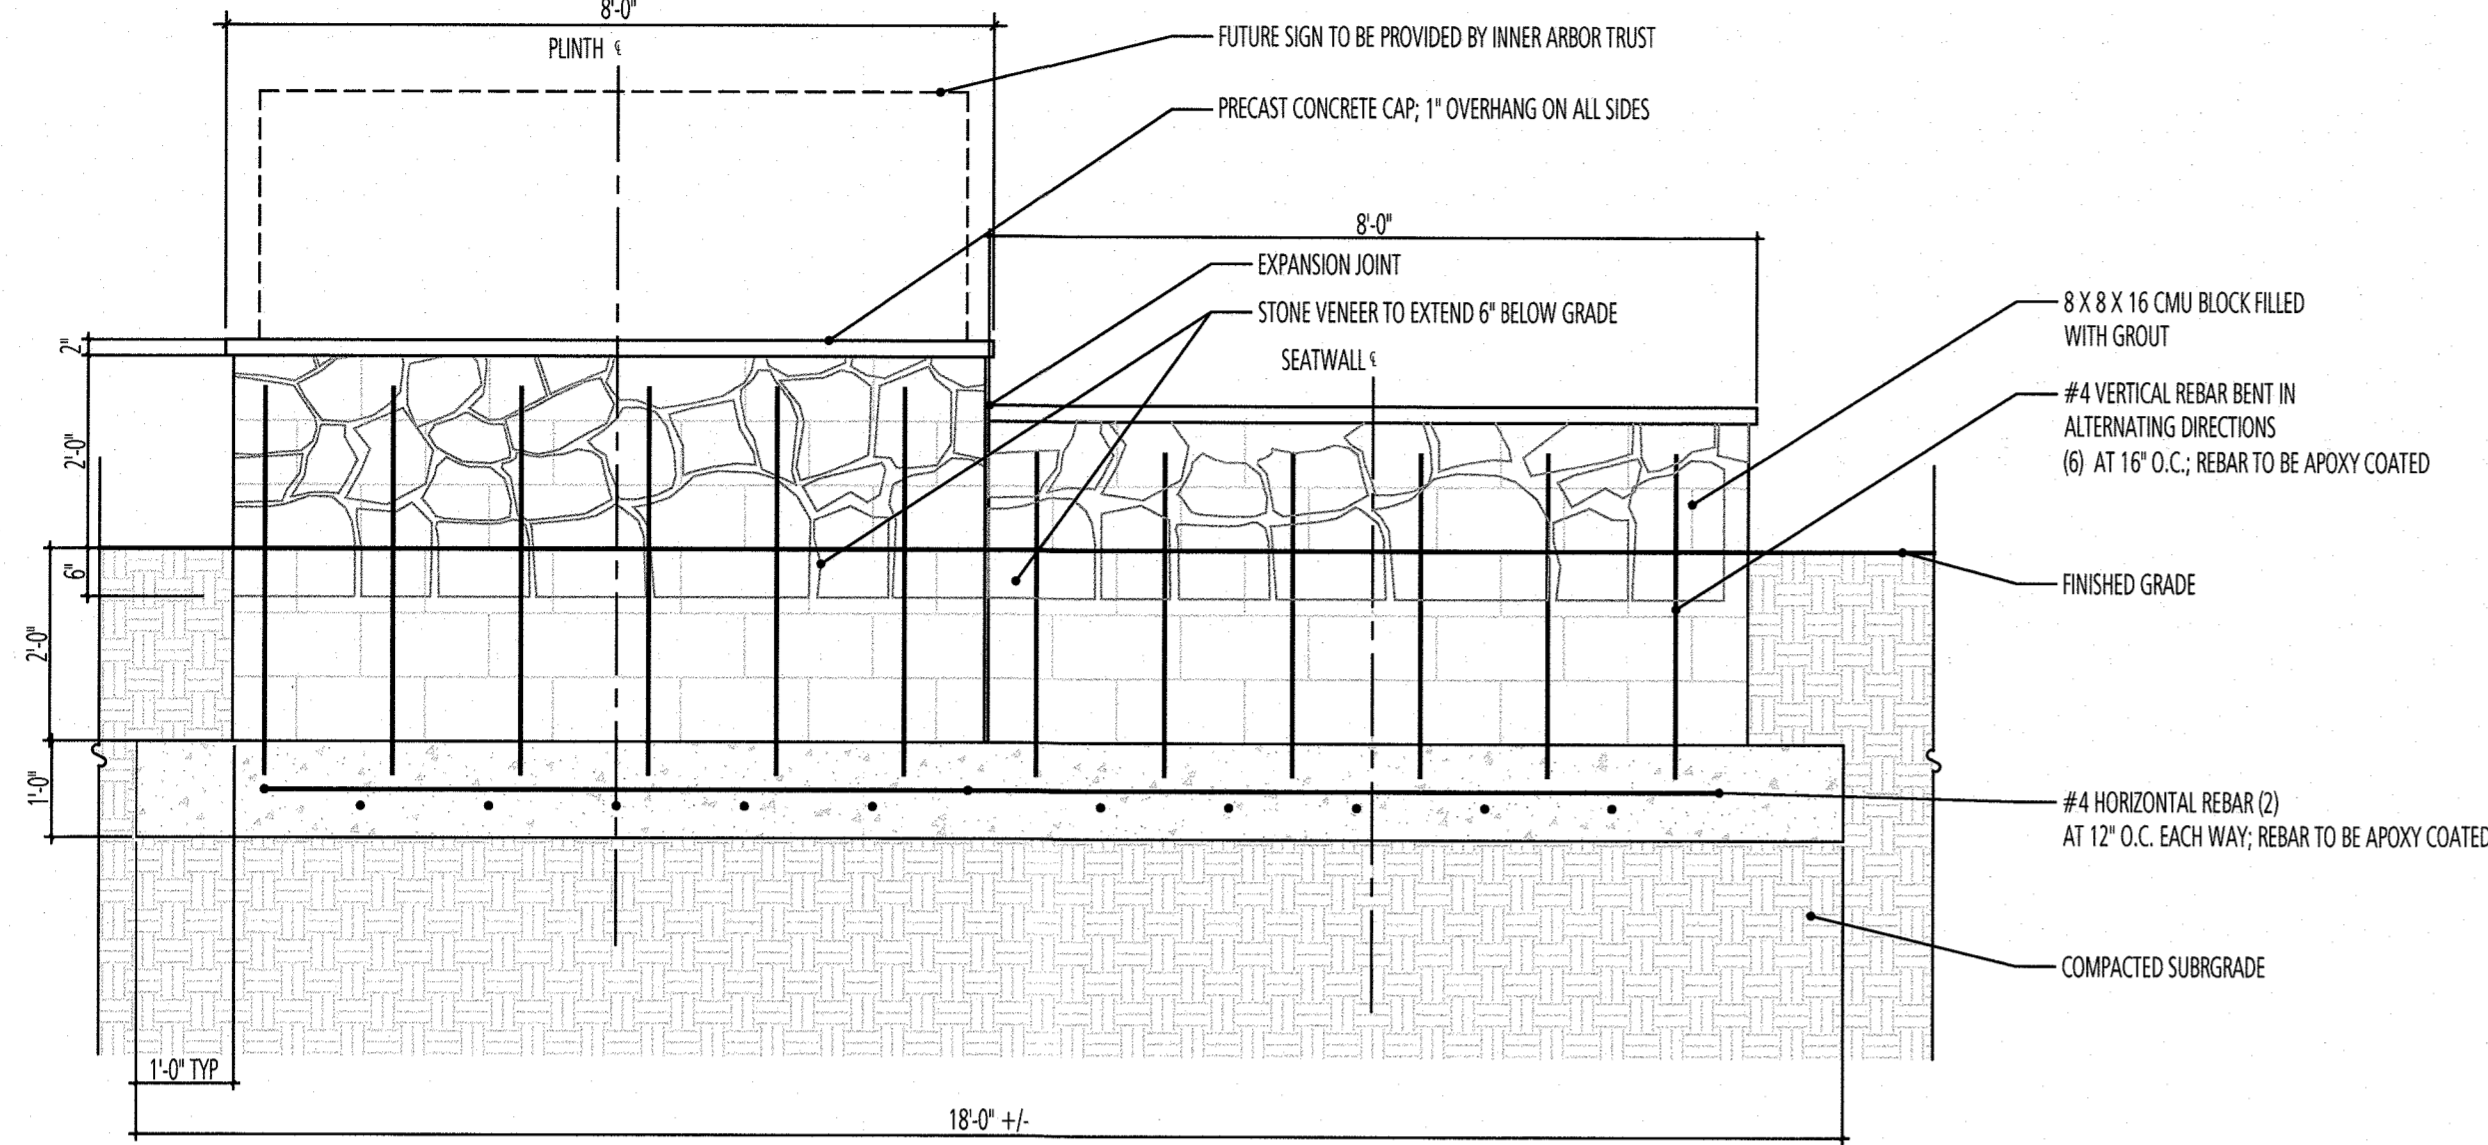 8'-0"
PLINTH ℄
FUTURE SIGN TO BE PROVIDED BY INNER ARBOR TRUST
PRECAST CONCRETE CAP; 1" OVERHANG ON ALL SIDES
8'-0"
EXPANSION JOINT
STONE VENEER TO EXTEND 6" BELOW GRADE
SEATWALL ℄
8 X 8 X 16 CMU BLOCK FILLED
WITH GROUT
#4 VERTICAL REBAR BENT IN
ALTERNATING DIRECTIONS
(6) AT 16" O.C.; REBAR TO BE APOXY COATED
2"
2'-0"
6"
FINISHED GRADE
2'-0"
1'-0"
#4 HORIZONTAL REBAR (2)
AT 12" O.C. EACH WAY; REBAR TO BE APOXY COATED
COMPACTED SUBRGRADE
1'-0" TYP
18'-0" +/-